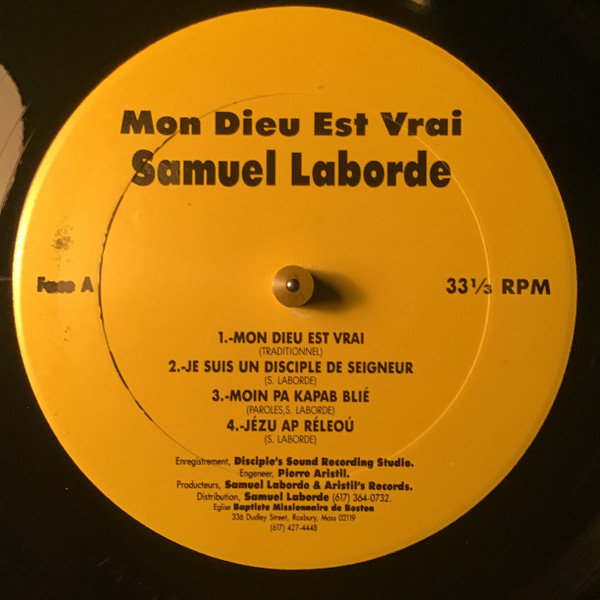 Mon Dieu Est Vrai
Samuel Laborde
Face A
33⅓ RPM
1.-MON DIEU EST VRAI
(TRADITIONNEL)
2.-JE SUIS UN DISCIPLE DE SEIGNEUR
(S. LABORDE)
3.-MOIN PA KAPAB BLIÉ
(PAROLES,S. LABORDE)
4.-JÉZU AP RÉLEOÚ
(S. LABORDE)
Enregistrement, Disciple's Sound Recording Studio.
Engeneer, Pierre Aristil.
Producteurs, Samuel Laborde & Aristil's Records.
Distribution, Samuel Laborde (617) 364-0732.
Eglise Baptiste Missionnaire de Boston
336 Dudley Street, Roxbury, Mass 02119
(617) 427-4448